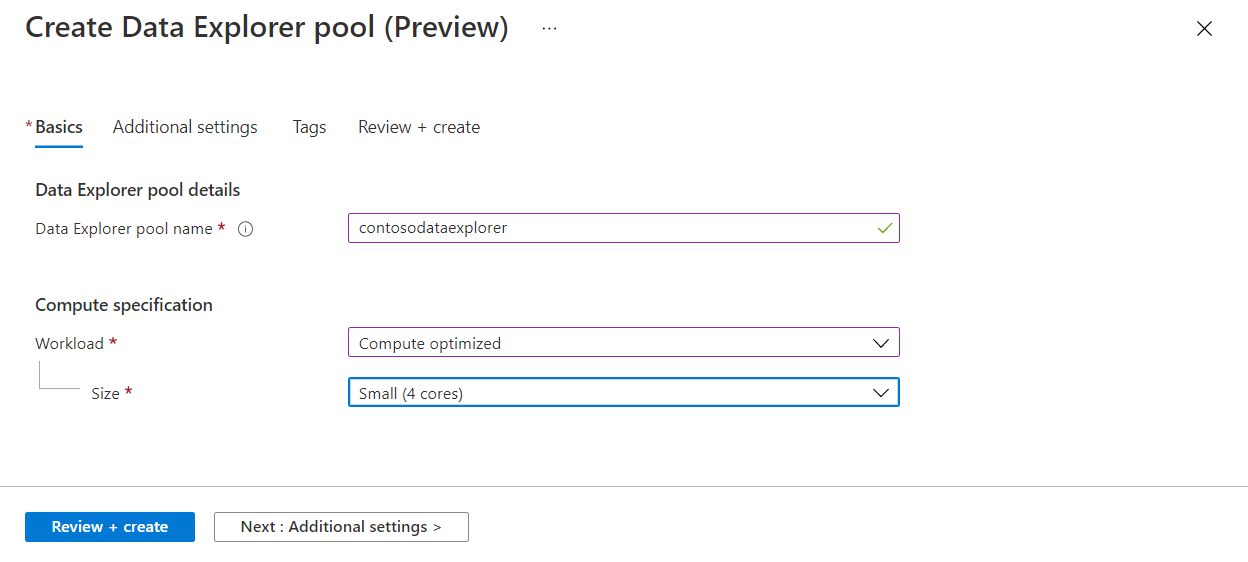 Create Data Explorer pool (Preview) ...
* Basics Additional settings Tags Review + create
Data Explorer pool details
Data Explorer pool name * contosodataexplorer
Compute specification
Workload * Compute optimized
Size * Small (4 cores)
Review + create Next : Additional settings >